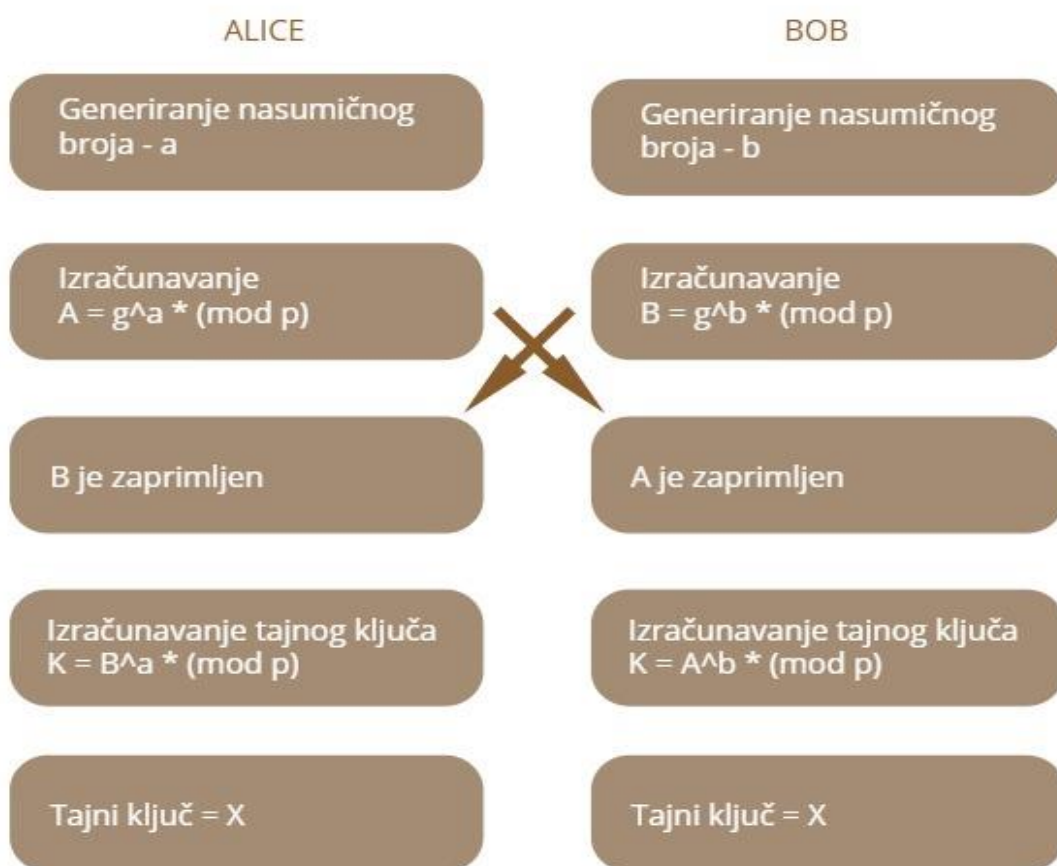 ALICE
BOB
Generiranje nasumičnog
broja - a
Generiranje nasumičnog
broja - b
Izračunavanje
A = g^a * (mod p)
Izračunavanje
B = g^b * (mod p)
B je zaprimljen
A je zaprimljen
Izračunavanje tajnog ključa
K = B^a * (mod p)
Izračunavanje tajnog ključa
K = A^b * (mod p)
Tajni ključ = X
Tajni ključ = X